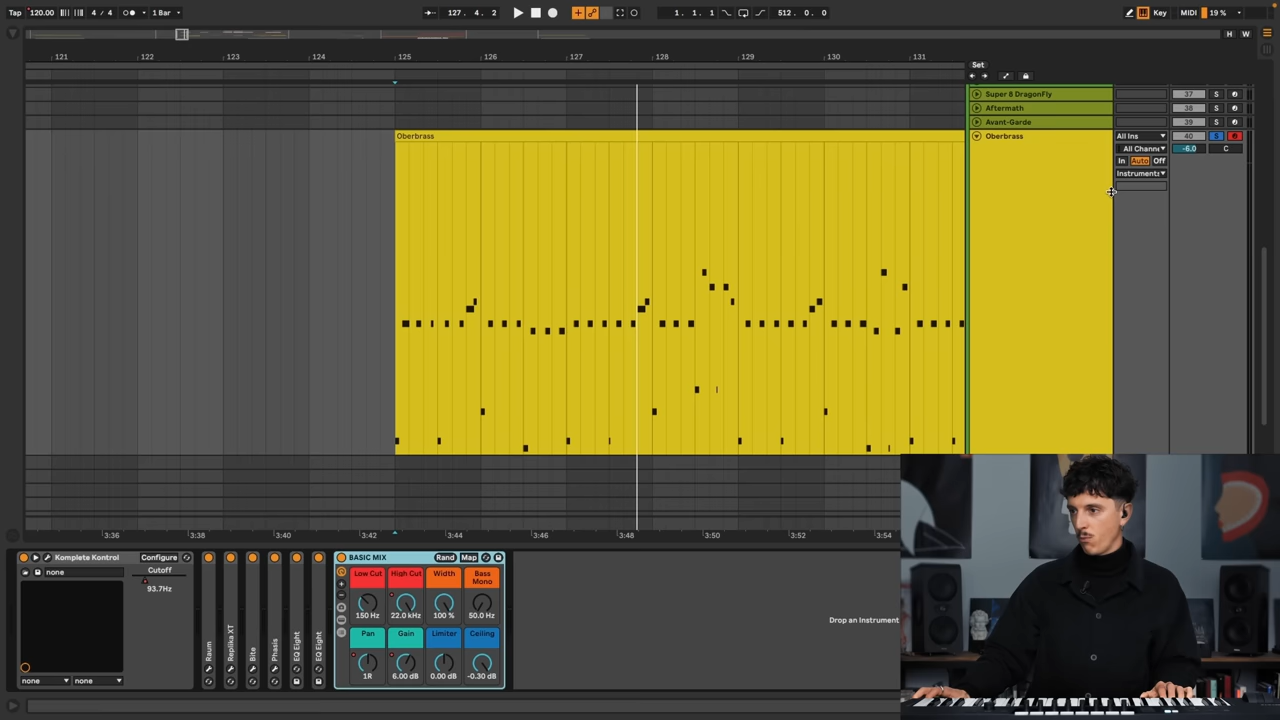 Tap 120.00 4 / 4 1 Bar 127. 4. 2 1. 1. 1 512. 0. 0 Key MIDI 19 %
H W
121 122 123 124 125 126 127 128 129 130 131
Set
Super 8 DragonFly 37 S
Aftermath 38 S
Avant-Garde 39 S
Oberbrass Oberbrass All Ins 40 S
All Chann -6.0 C
In Auto Off
Instruments
3:36 3:38 3:40 3:42 3:44 3:46 3:48 3:50 3:52 3:54
Komplete Kontrol Configure BASIC MIX Rand Map
none Cutoff
93.7Hz
none none
Raum
Replika XT
Bite
Phasis
EQ Eight
EQ Eight
Low Cut High Cut Width Bass Mono
150 Hz 22.0 kHz 100 % 50.0 Hz
Pan Gain Limiter Ceiling
1R 6.00 dB 0.00 dB -0.30 dB
Drop an Instrument